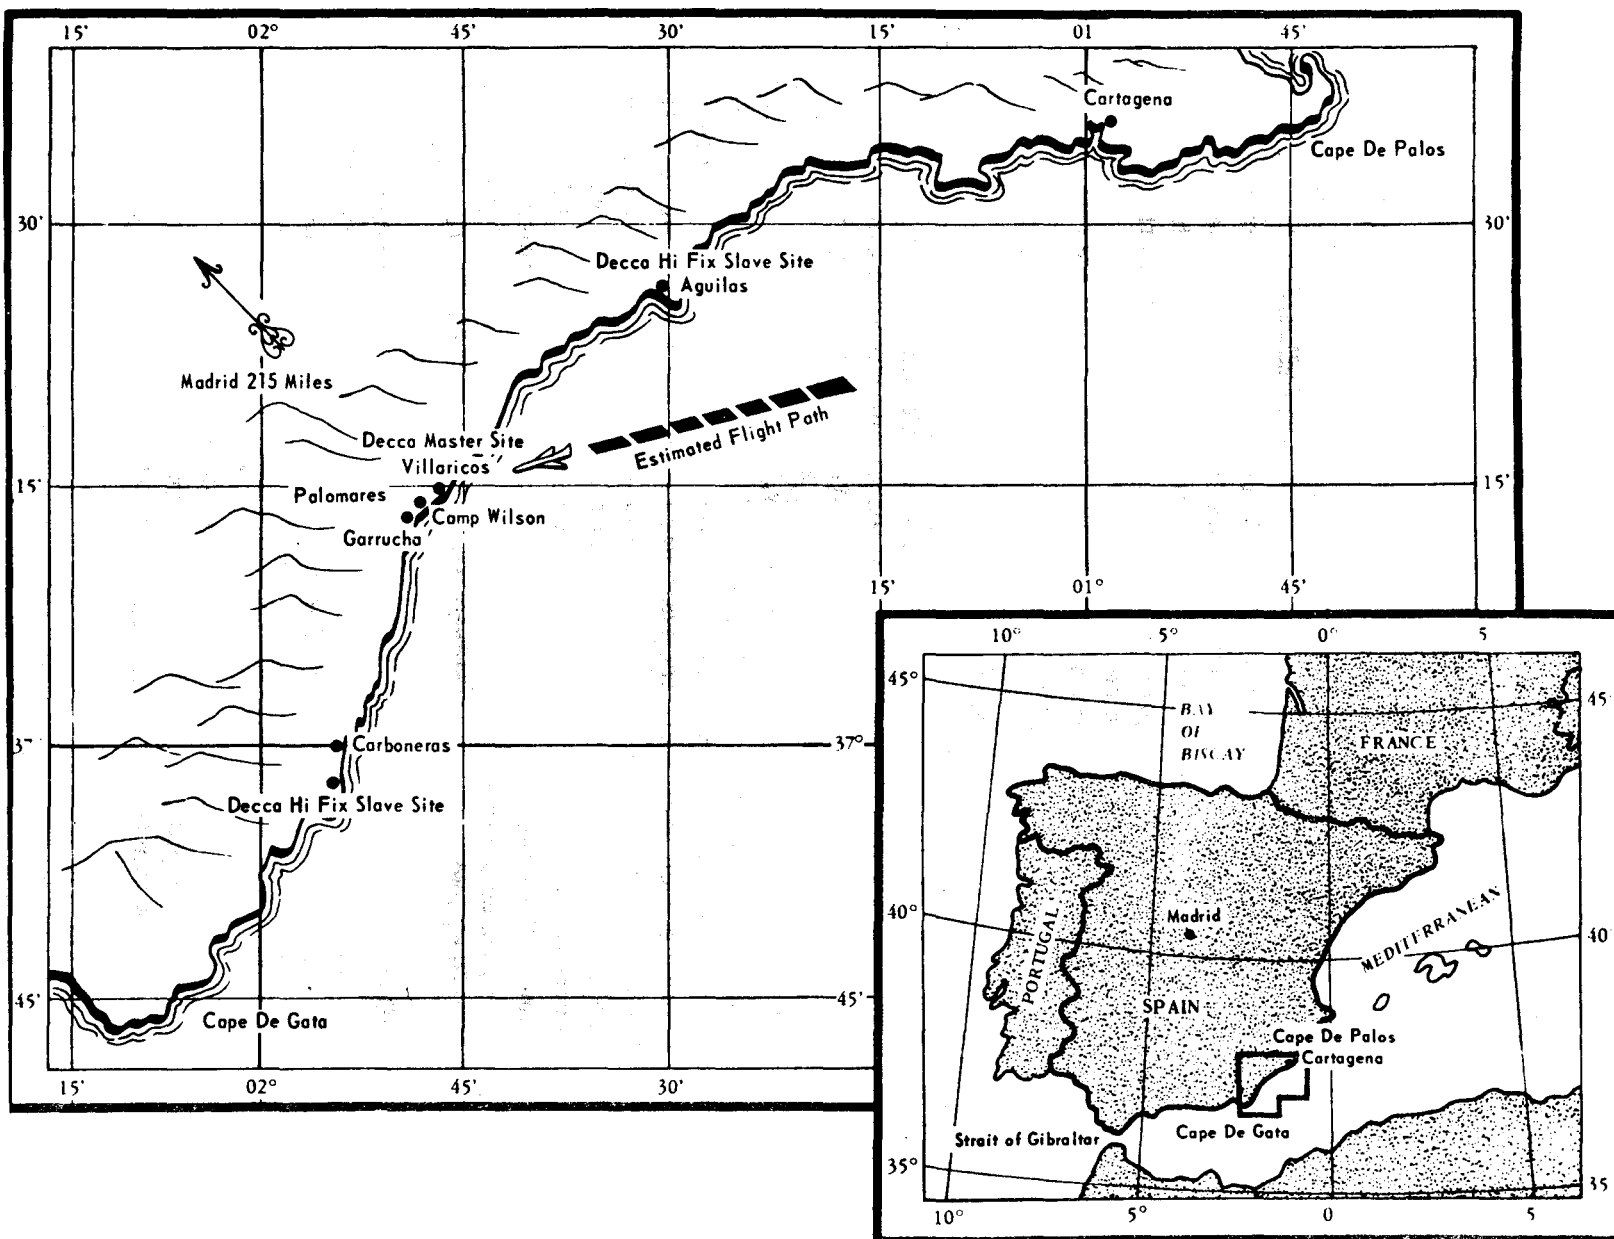 15' 02° 45' 30' 15' 01 45'
Cartagena
Cape De Palos
30' 30'
Decca Hi Fix Slave Site
Aguilas
Madrid 215 Miles
Estimated Flight Path
Decca Master Site
Villaricos
15' 15'
Palomares
Camp Wilson
Garrucha
15' 01° 45'
37 Carboneras 37°
Decca Hi Fix Slave Site
45' 45'
Cape De Gata
15' 02° 45' 30'
10° 5° 0° 5
45° 45
BAY
OF
BISCAY
FRANCE
40° 40
Madrid
MEDITERRANEAN
PORTUGAL
SPAIN
Cape De Palos
Cartagena
Strait of Gibraltar
Cape De Gata
35° 35
10° 5° 0 5